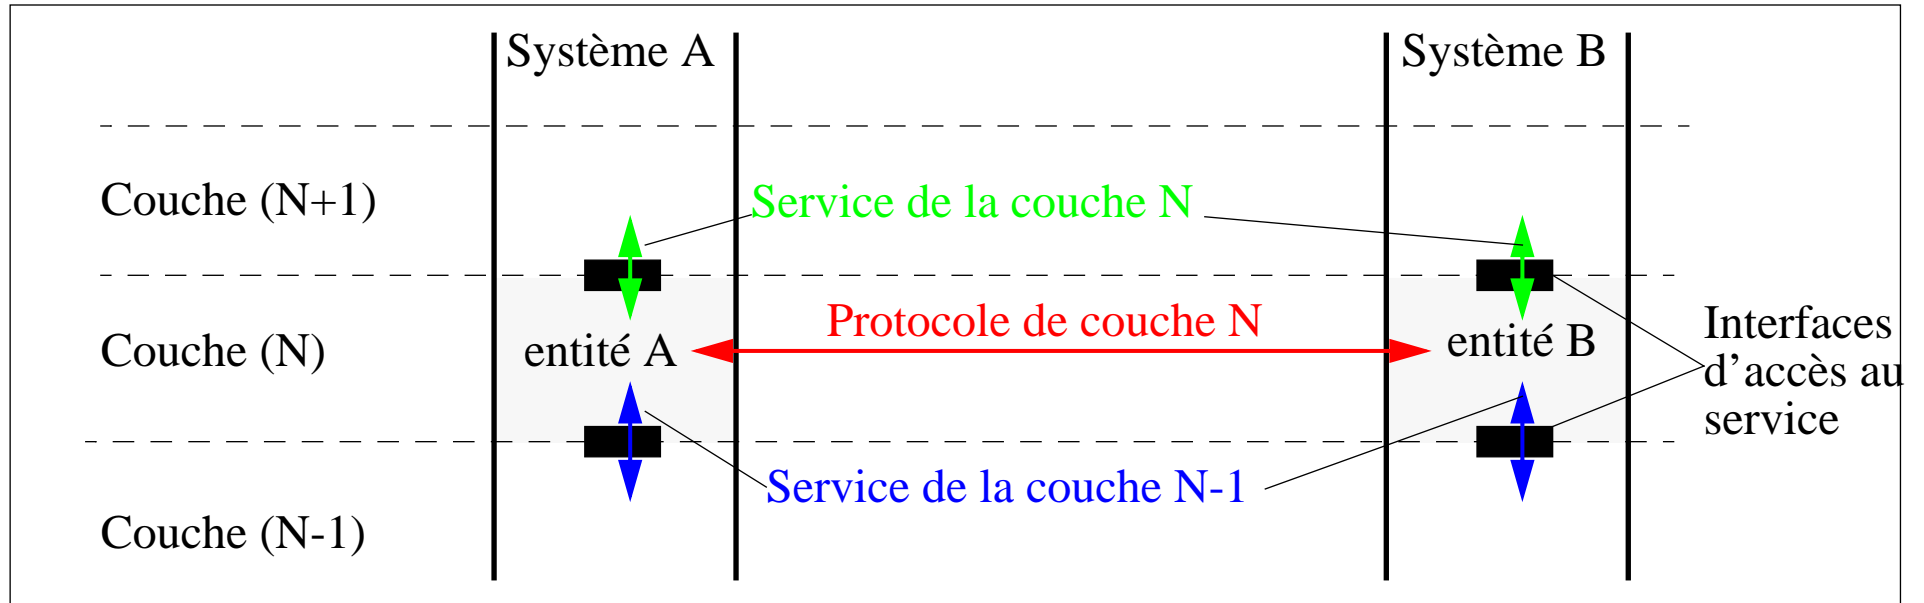 Système A
Système B
Couche (N+1)
Service de la couche N
Protocole de couche N
Couche (N)
entité A
entité B
Interfaces
d’accès au
service
Service de la couche N-1
Couche (N-1)